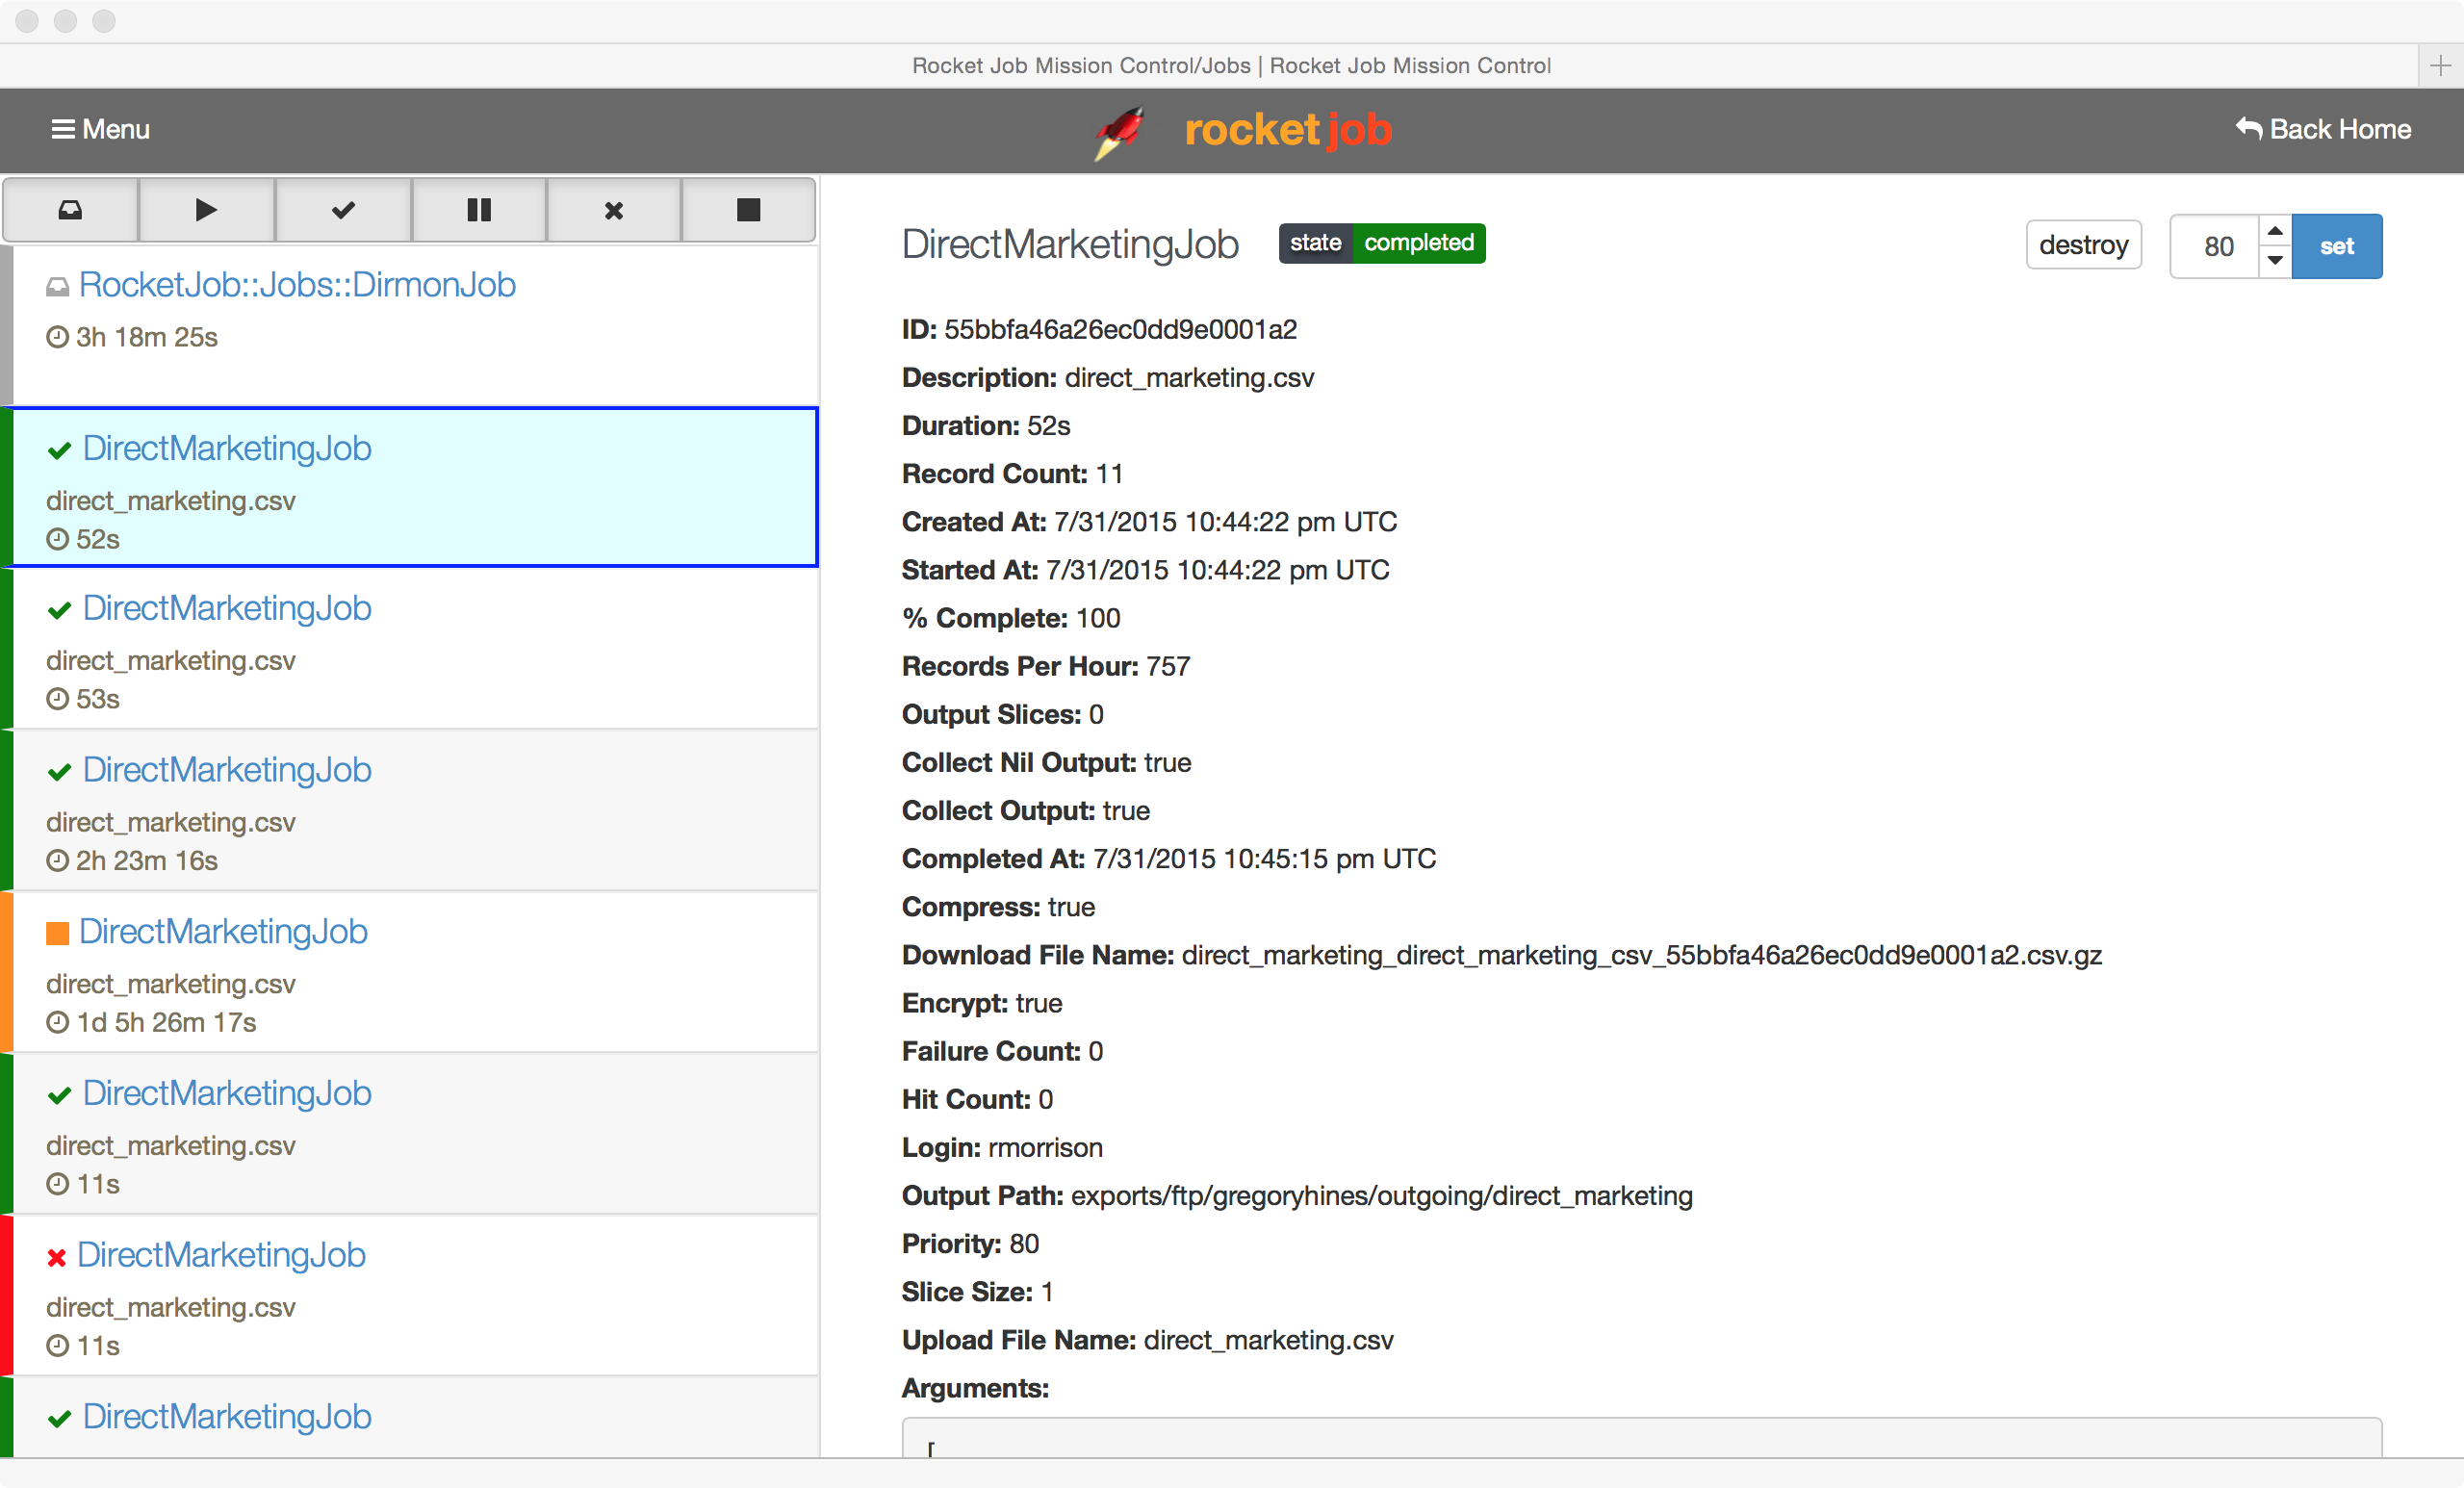 Rocket Job Mission Control/Jobs | Rocket Job Mission Control
Menu
rocket job
Back Home
RocketJob::Jobs::DirmonJob
3h 18m 25s
DirectMarketingJob
direct_marketing.csv
52s
DirectMarketingJob
direct_marketing.csv
53s
DirectMarketingJob
direct_marketing.csv
2h 23m 16s
DirectMarketingJob
direct_marketing.csv
1d 5h 26m 17s
DirectMarketingJob
direct_marketing.csv
11s
DirectMarketingJob
direct_marketing.csv
11s
DirectMarketingJob
DirectMarketingJob state completed destroy 80 set
ID: 55bbfa46a26ec0dd9e0001a2
Description: direct_marketing.csv
Duration: 52s
Record Count: 11
Created At: 7/31/2015 10:44:22 pm UTC
Started At: 7/31/2015 10:44:22 pm UTC
% Complete: 100
Records Per Hour: 757
Output Slices: 0
Collect Nil Output: true
Collect Output: true
Completed At: 7/31/2015 10:45:15 pm UTC
Compress: true
Download File Name: direct_marketing_direct_marketing_csv_55bbfa46a26ec0dd9e0001a2.csv.gz
Encrypt: true
Failure Count: 0
Hit Count: 0
Login: rmorrison
Output Path: exports/ftp/gregoryhines/outgoing/direct_marketing
Priority: 80
Slice Size: 1
Upload File Name: direct_marketing.csv
Arguments:
[